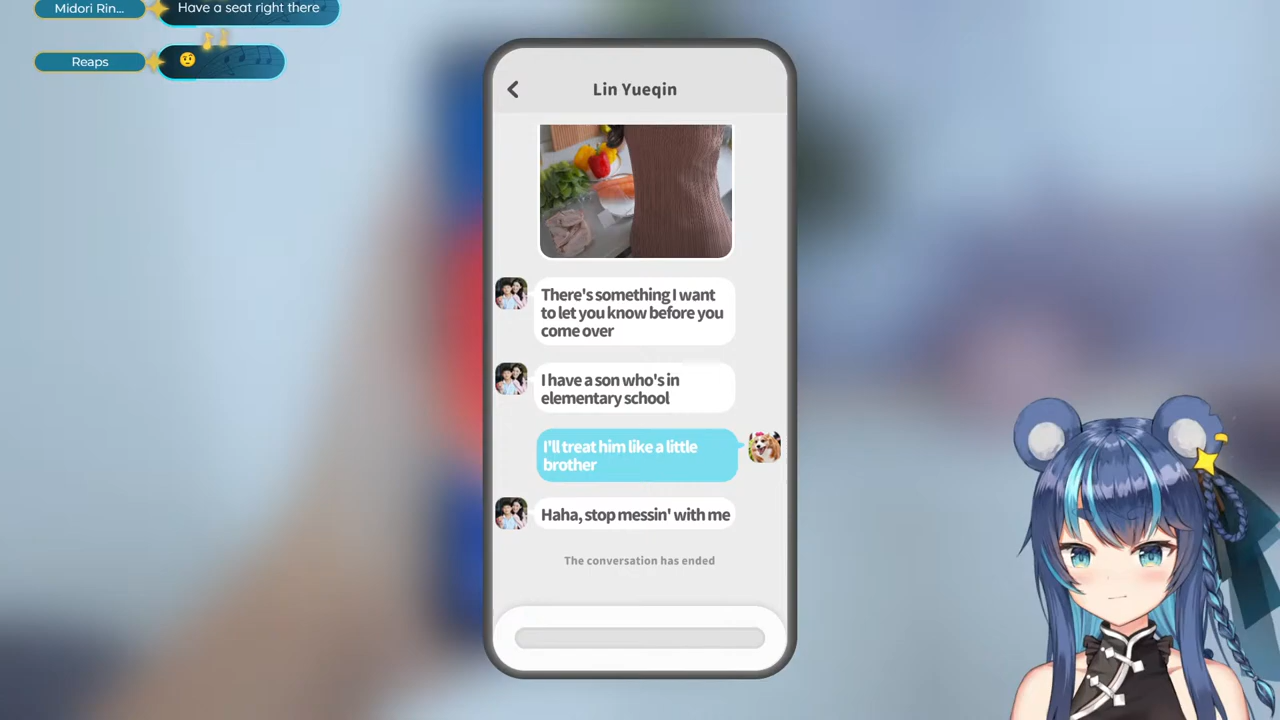 Midori Rin...
Have a seat right there
Reaps
Lin Yueqin
There's something I want
to let you know before you
come over
I have a son who's in
elementary school
I'll treat him like a little
brother
Haha, stop messin' with me
The conversation has ended